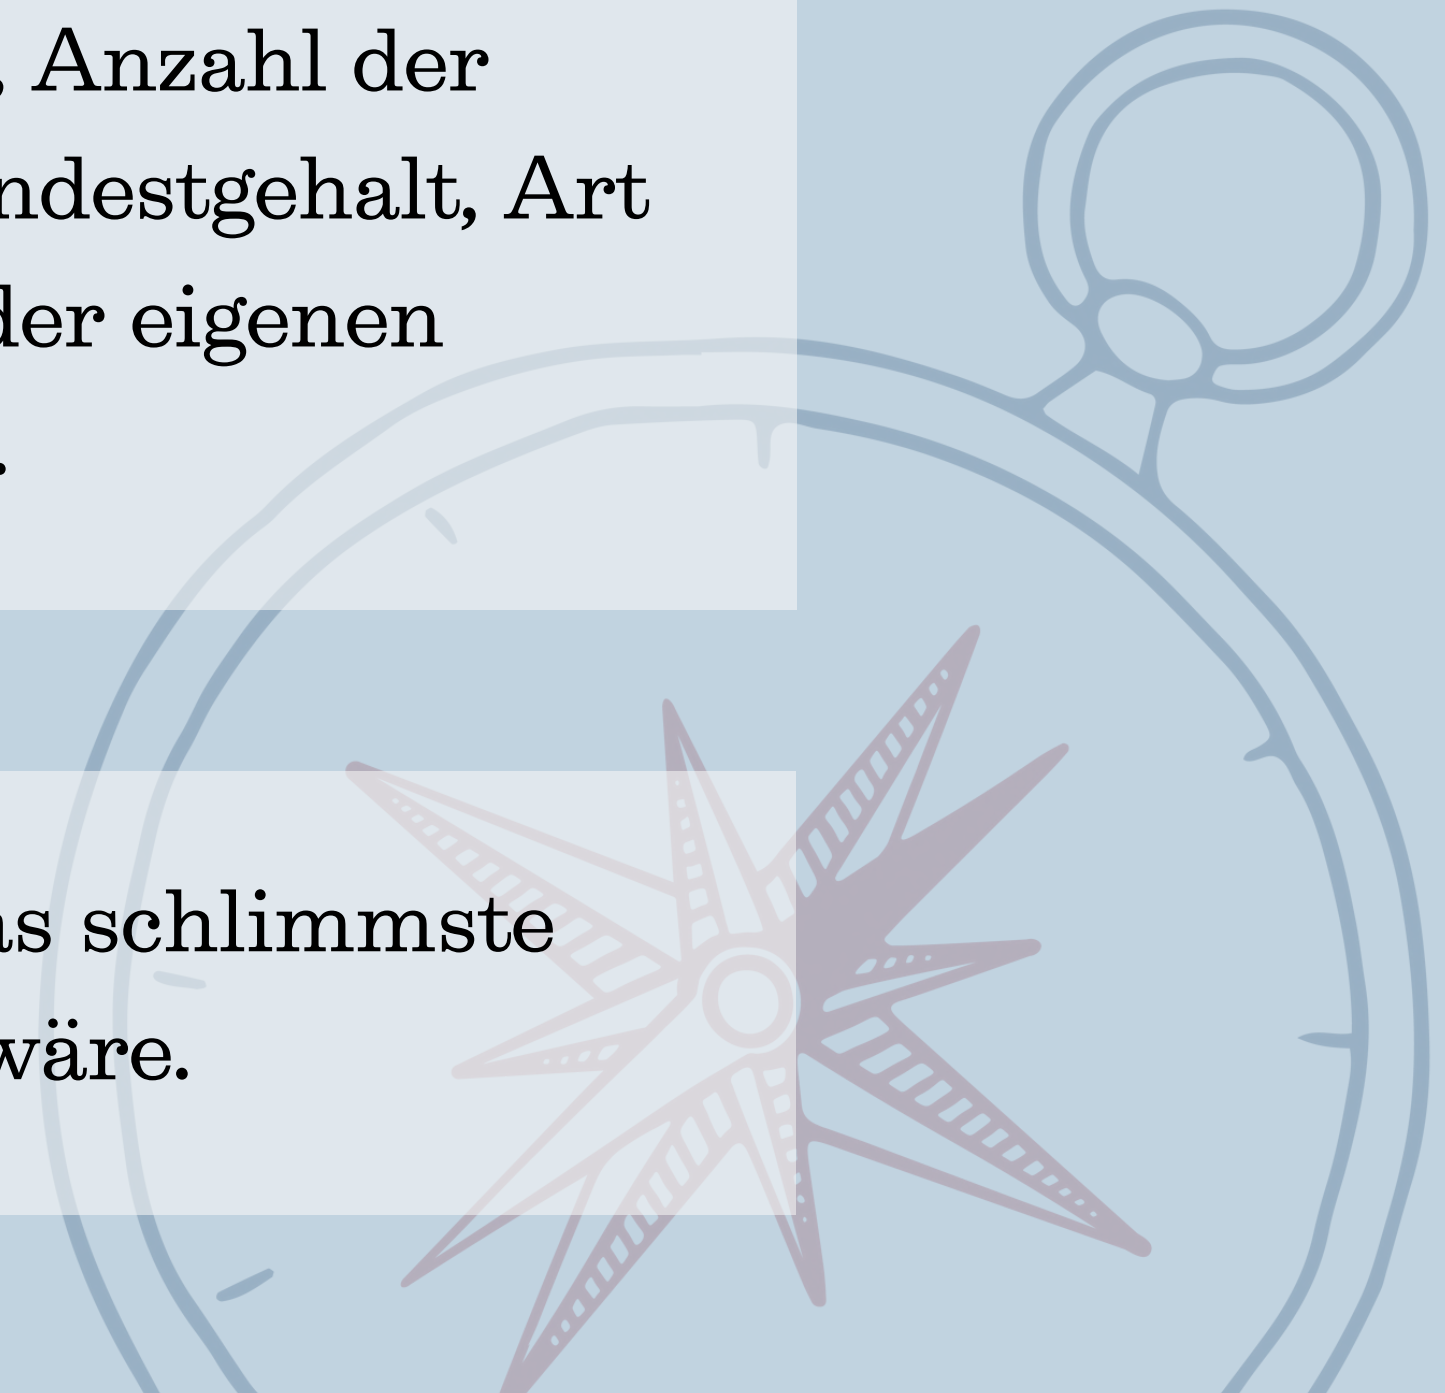 , Anzahl der
ndestgehalt, Art
der eigenen
.
as schlimmste
wäre.